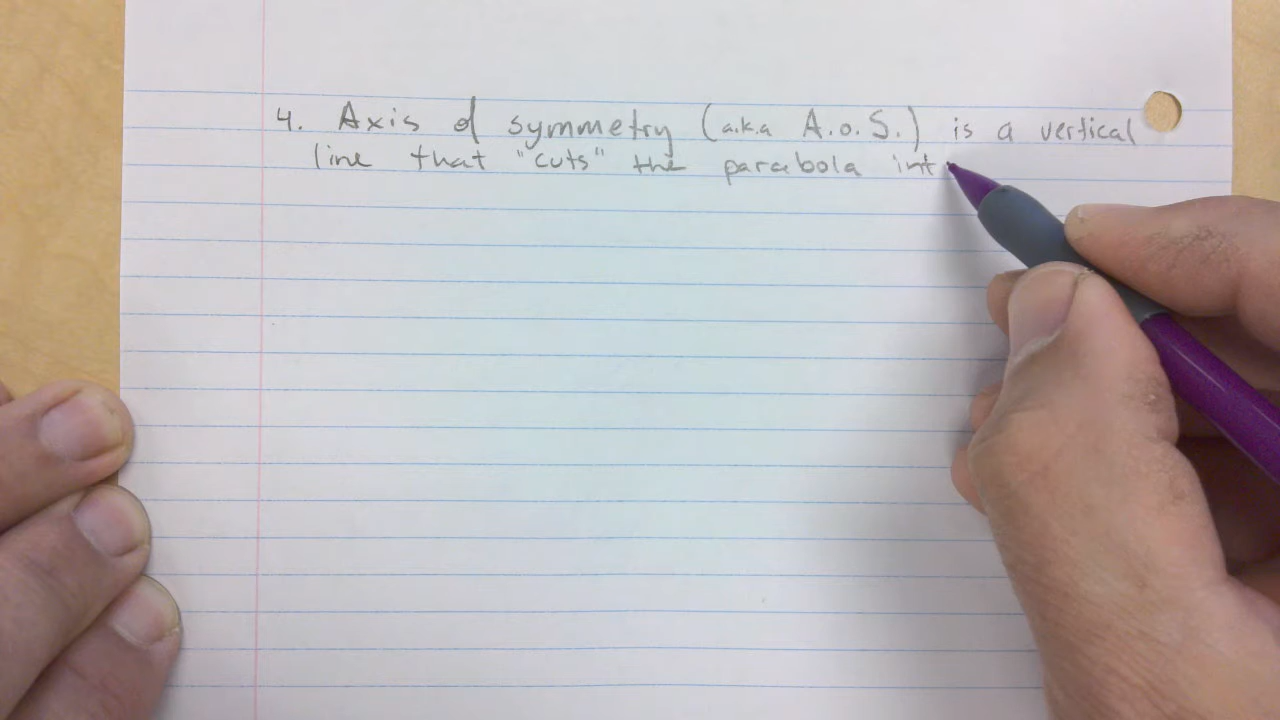 4. Axis of symmetry (a.k.a A.o.S.) is a vertical
line that "cuts" the parabola int